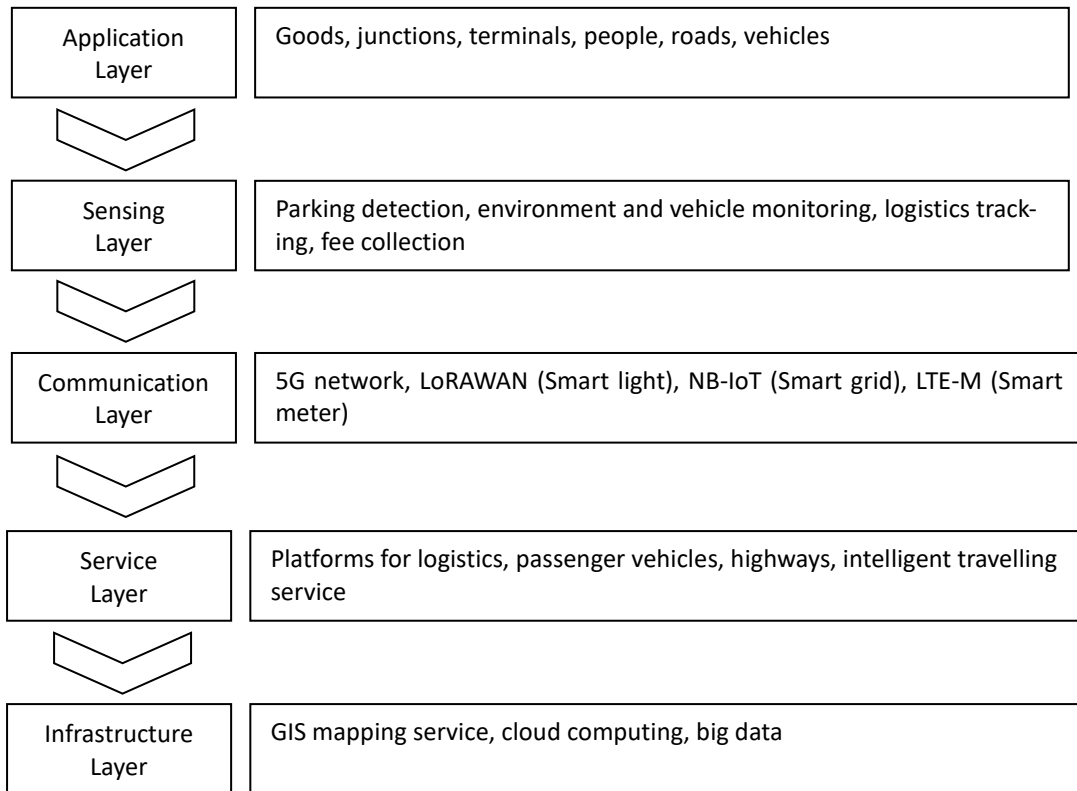 Application
Layer
Goods, junctions, terminals, people, roads, vehicles
Sensing
Layer
Parking detection, environment and vehicle monitoring, logistics track-
ing, fee collection
Communication
Layer
5G network, LoRAWAN (Smart light), NB-IoT (Smart grid), LTE-M (Smart
meter)
Service
Layer
Platforms for logistics, passenger vehicles, highways, intelligent travelling
service
Infrastructure
Layer
GIS mapping service, cloud computing, big data